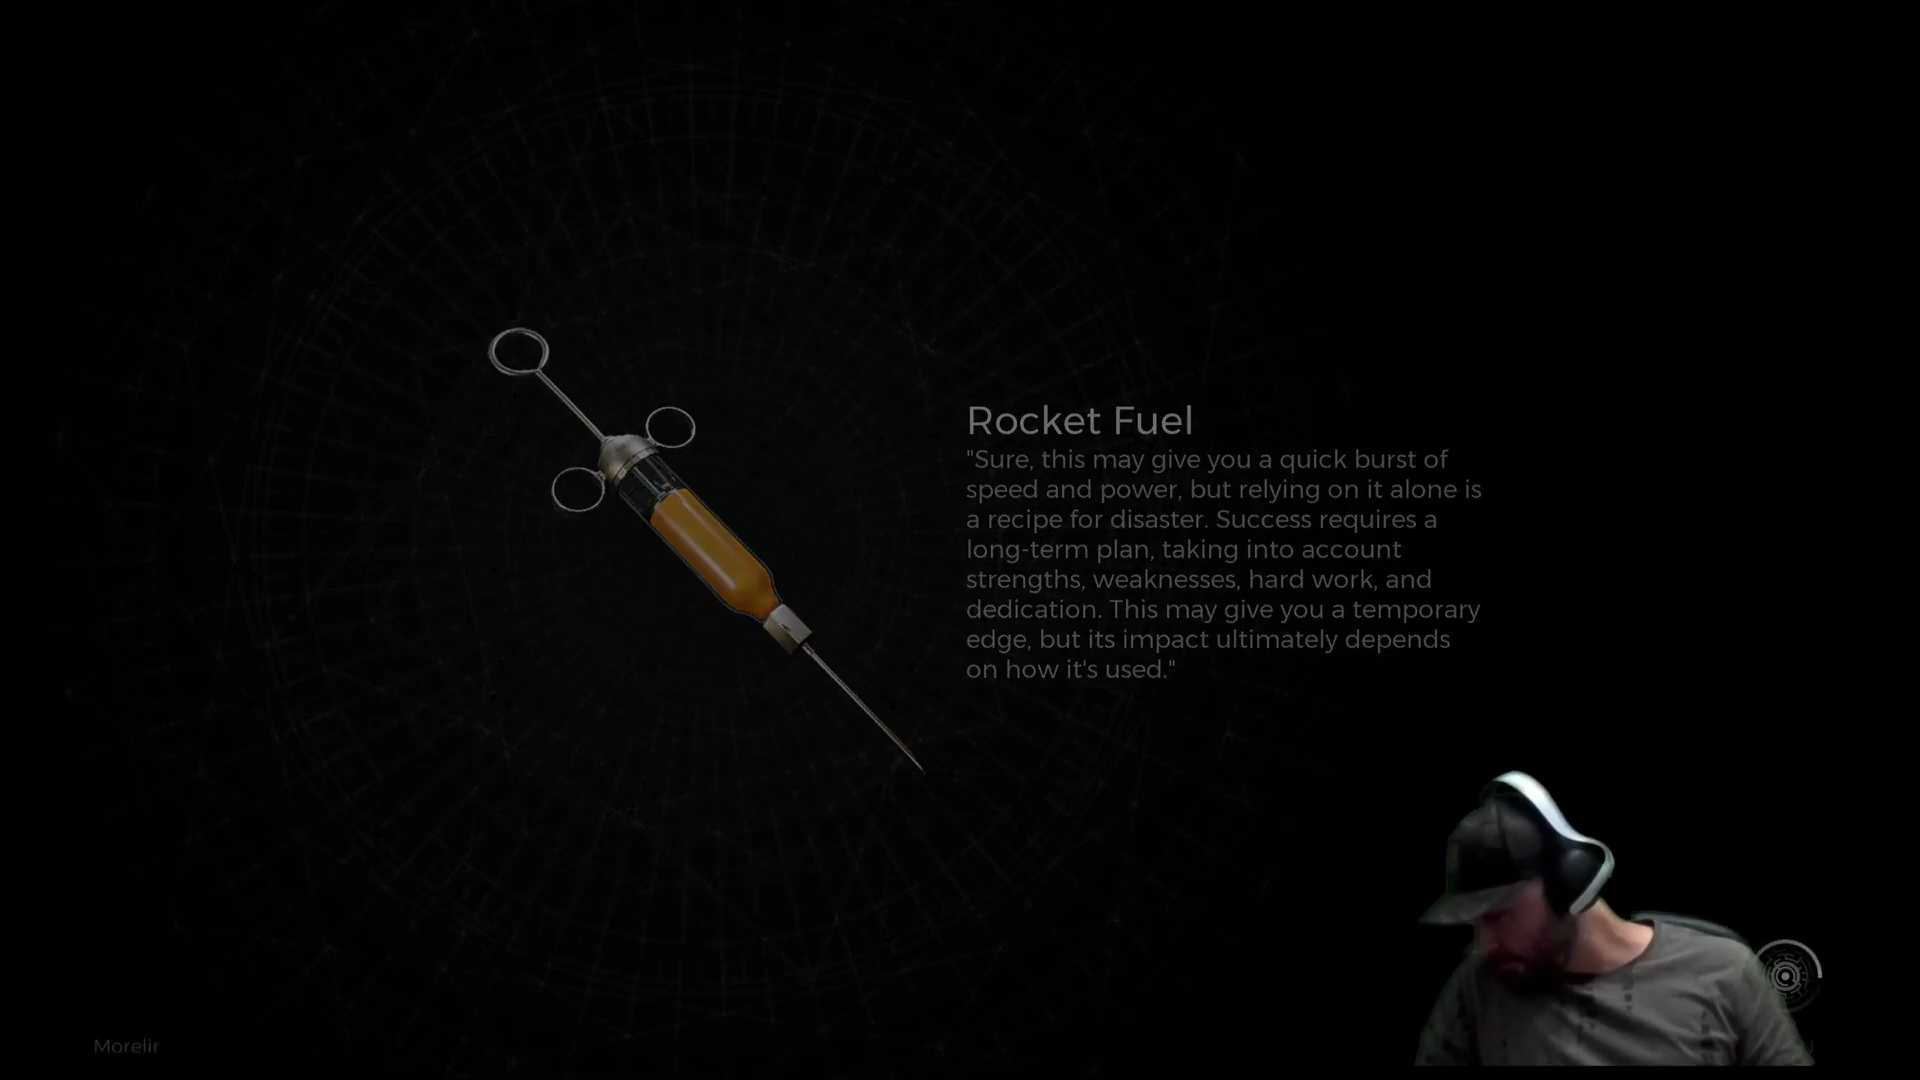 Rocket Fuel
"Sure, this may give you a quick burst of
speed and power, but relying on it alone is
a recipe for disaster. Success requires a
long-term plan, taking into account
strengths, weaknesses, hard work, and
dedication. This may give you a temporary
edge, but its impact ultimately depends
on how it's used."
Morelir